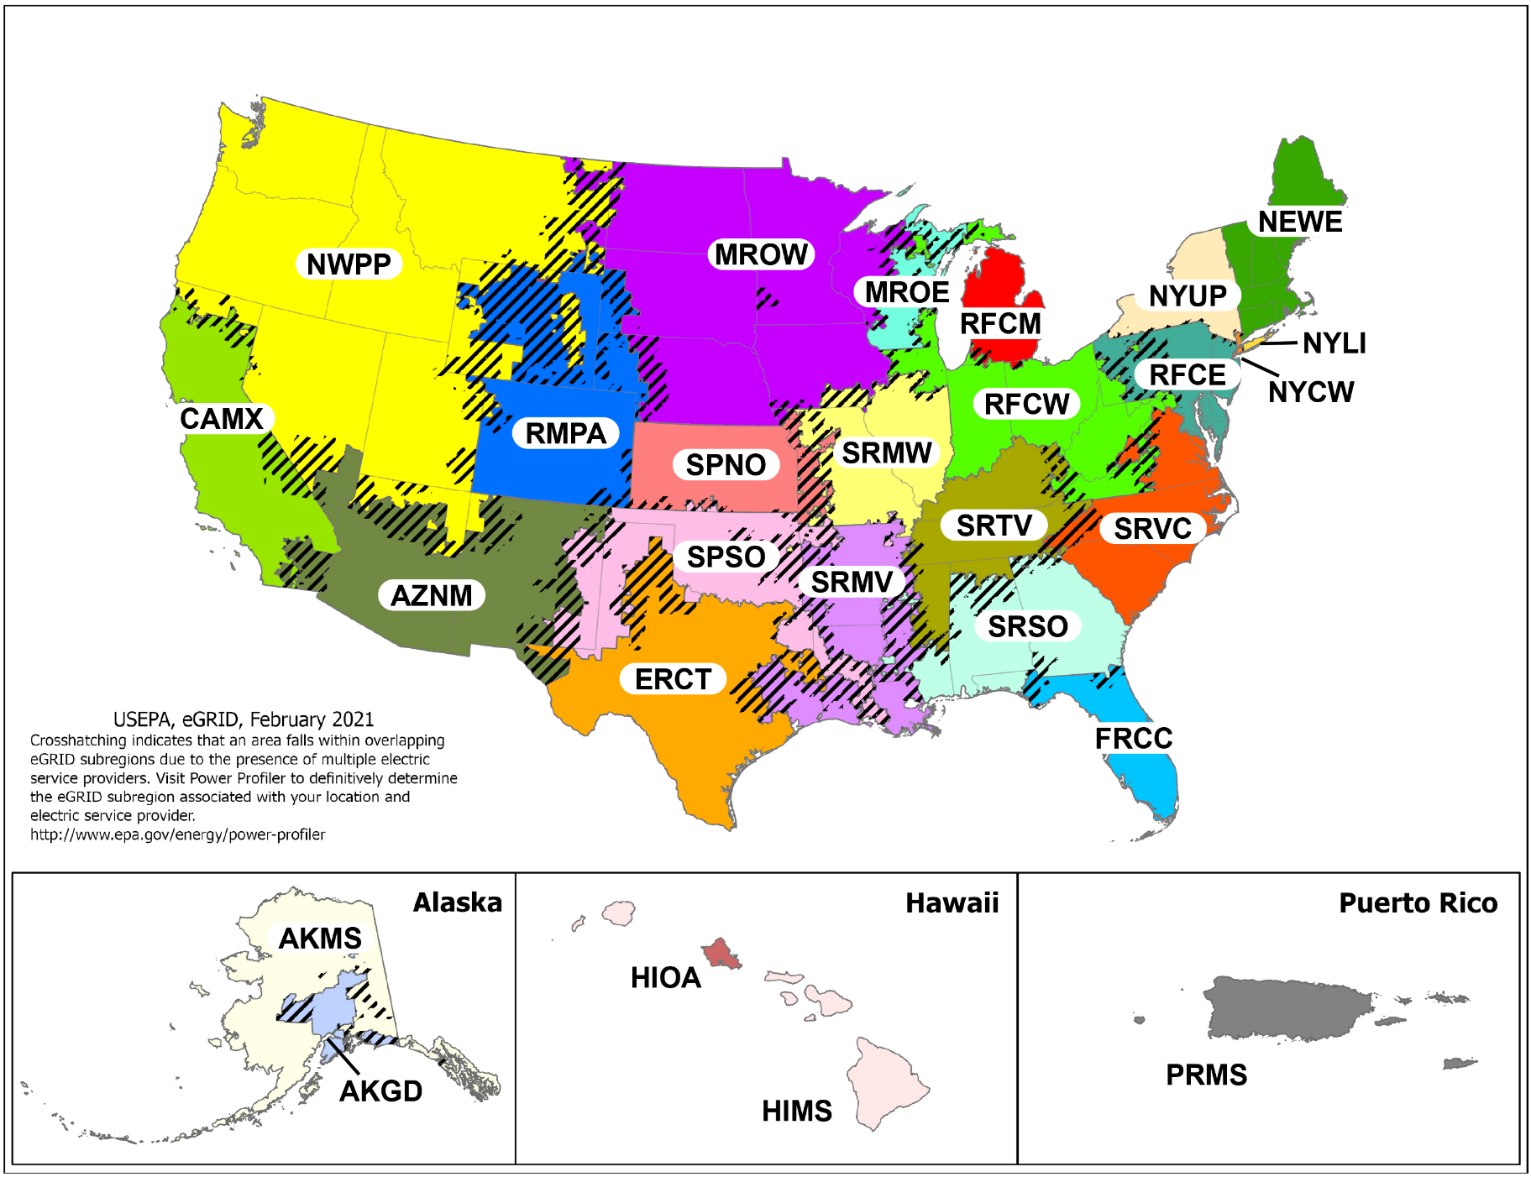 NEWE
NWPP
MROW
MROE
NYUP
RFCM
NYLI
RFCE
NYCW
CAMX
RMPA
RFCW
SPNO
SRMW
SPSO
SRTV
SRVC
AZNM
SRMV
SRSO
ERCT
FRCC
USEPA, eGRID, February 2021
Crosshatching indicates that an area falls within overlapping
eGRID subregions due to the presence of multiple electric
service providers. Visit Power Profiler to definitively determine
the eGRID subregion associated with your location and
electric service provider.
http://www.epa.gov/energy/power-profiler
Alaska
AKMS
AKGD
Hawaii
HIOA
HIMS
Puerto Rico
PRMS